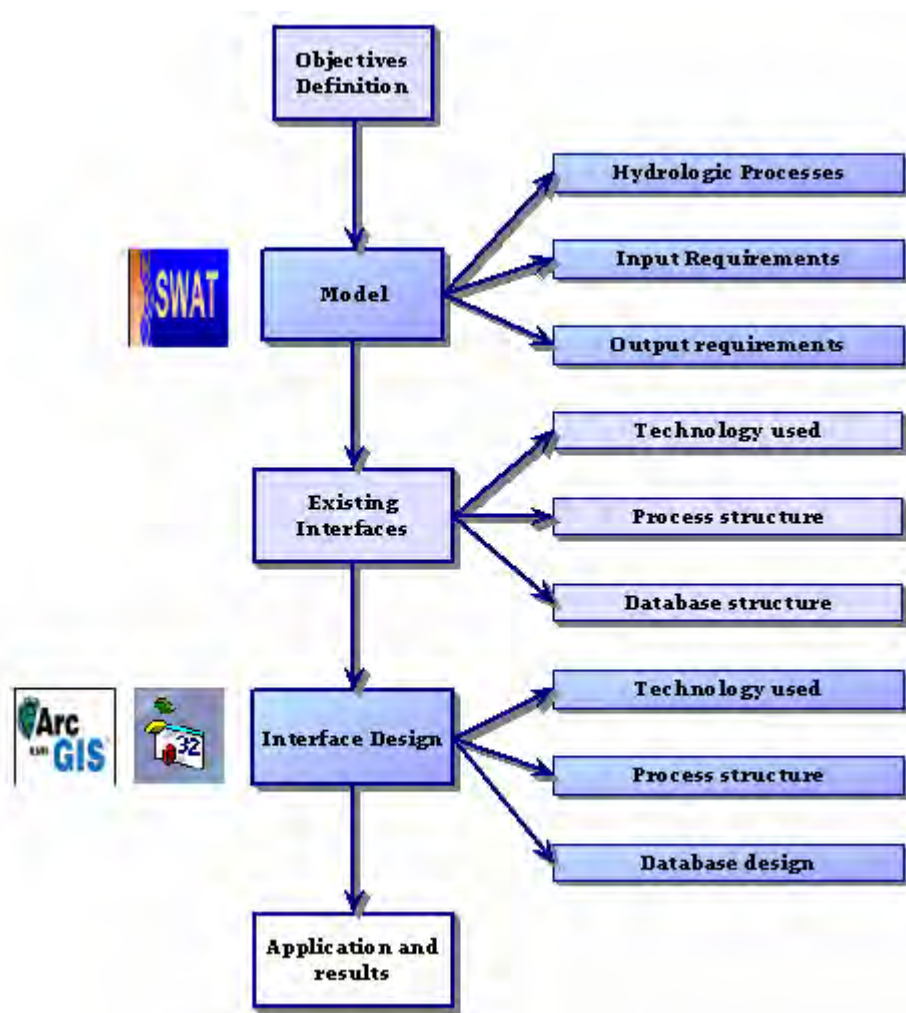 Objectives
Definition
Hydrologic Processes
SWAT
Model
Input Requirements
Output requirements
Existing
Interfaces
Technology used
Process structure
Database structure
Arc
GIS
32
Interface Design
Technology used
Process structure
Database design
Application and
results